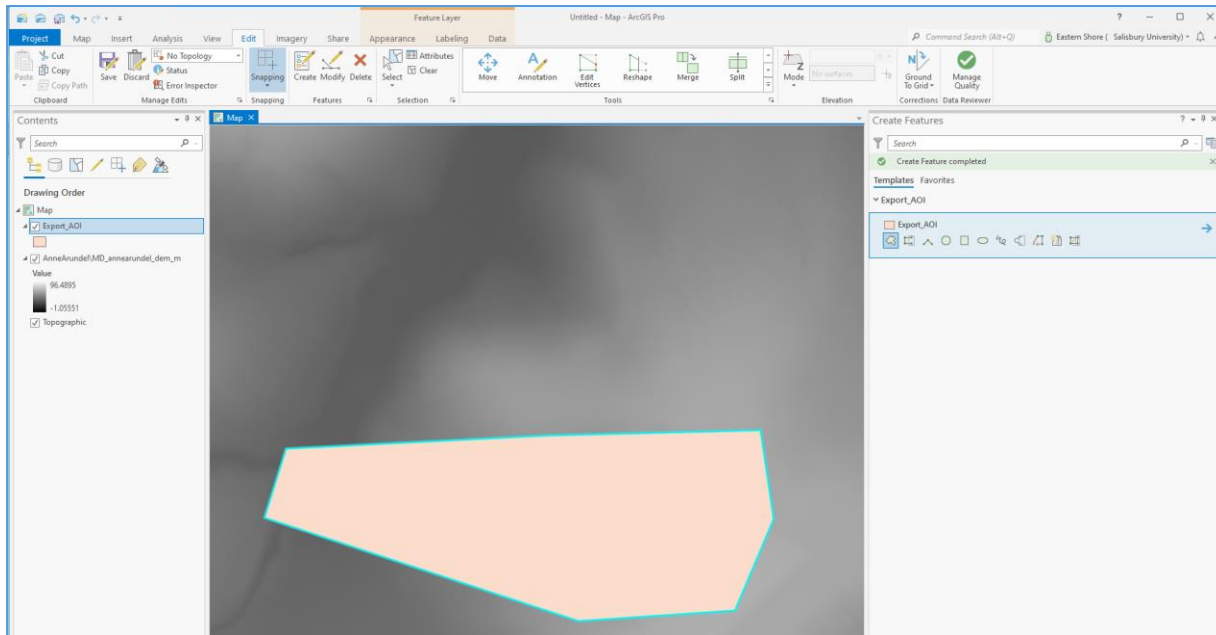 Feature Layer
Untitled - Map - ArcGIS Pro
?
Project Map Insert Analysis View Edit Imagery Share Appearance Labeling Data
Command Search (Alt+Q)
Eastern Shore ( Salisbury University)
Paste
Cut
Copy
Copy Path
Clipboard
Save
Discard
No Topology
Status
Error Inspector
Manage Edits
Snapping
Snapping
Create
Modify
Delete
Features
Select
Attributes
Clear
Selection
Move
Annotation
Edit
Vertices
Reshape
Merge
Split
Tools
Mode
No surfaces
Elevation
Ground
To Grid
Corrections
Manage
Quality
Data Reviewer
Contents
Search
Drawing Order
Map
Export_AOI
AnneArundel\MD_annearundel_dem_m
Value
96.4895
-1.05551
Topographic
Map
Create Features
?
Search
Create Feature completed
Templates Favorites
Export_AOI
Export_AOI